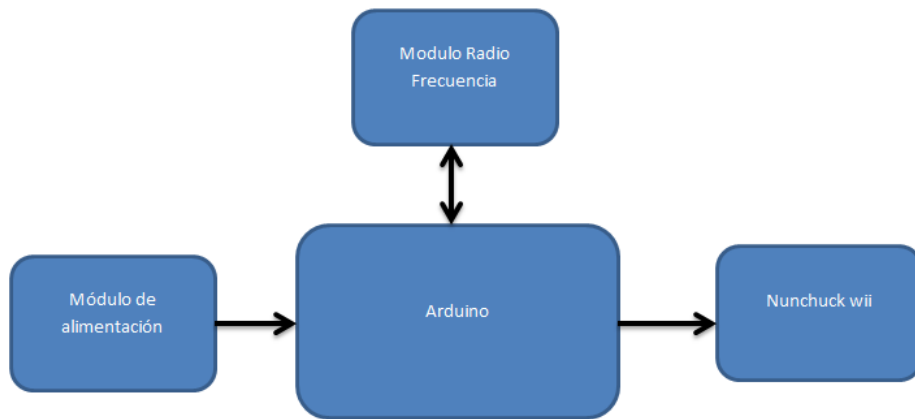 Modulo Radio
Frecuencia
Módulo de
alimentación
Arduino
Nunchuck wii